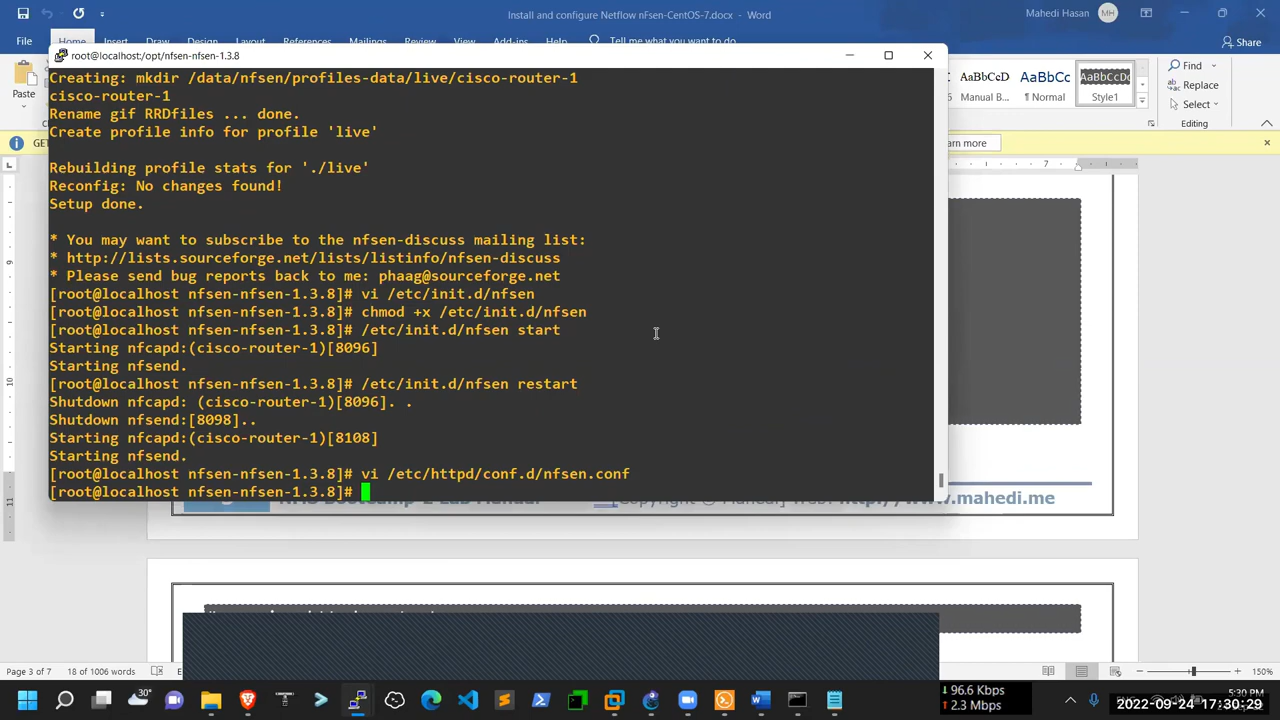 Install and configure Netflow nFsen-CentOS-7.docx - Word
Mahedi Hasan
MH
File
Home
Insert
Draw
Design
Layout
References
Mailings
Review
View
Add-ins
Help
Tell me what you want to do
Share
root@localhost:/opt/nfsen-nfsen-1.3.8
Paste
AaBbCcD
AaBbCc
AaBbCcDc
Manual B...
¶ Normal
Style1
Find
Replace
Select
Editing
arn more
Creating: mkdir /data/nfsen/profiles-data/live/cisco-router-1
cisco-router-1
Rename gif RRDfiles ... done.
Create profile info for profile 'live'
Rebuilding profile stats for './live'
Reconfig: No changes found!
Setup done.
* You may want to subscribe to the nfsen-discuss mailing list:
* http://lists.sourceforge.net/lists/listinfo/nfsen-discuss
* Please send bug reports back to me: phaag@sourceforge.net
[root@localhost nfsen-nfsen-1.3.8]# vi /etc/init.d/nfsen
[root@localhost nfsen-nfsen-1.3.8]# chmod +x /etc/init.d/nfsen
[root@localhost nfsen-nfsen-1.3.8]# /etc/init.d/nfsen start
Starting nfcapd:(cisco-router-1)[8096]
Starting nfsend.
[root@localhost nfsen-nfsen-1.3.8]# /etc/init.d/nfsen restart
Shutdown nfcapd: (cisco-router-1)[8096]. .
Shutdown nfsend:[8098]..
Starting nfcapd:(cisco-router-1)[8108]
Starting nfsend.
[root@localhost nfsen-nfsen-1.3.8]# vi /etc/httpd/conf.d/nfsen.conf
[root@localhost nfsen-nfsen-1.3.8]#
http://www.mahedi.me
Page 3 of 7
18 of 1006 words
150%
30°
96.6 Kbps
2.3 Mbps
ENG
5:30 PM
2022-09-24 17:30:29